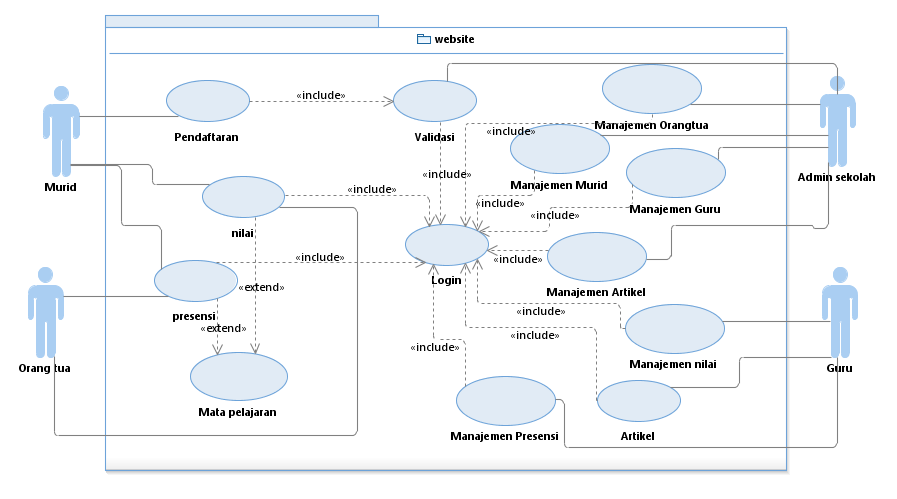 website
«include»
Pendaftaran
Validasi
Manajemen Orangtua
«include»
Murid
Admin sekolah
«include»
Manajemen Murid
«include»
nilai
Manajemen Guru
«include»
«include»
«include»
«include»
Login
Manajemen Artikel
presensi
«extend»
«extend»
Orang tua
Guru
«include»
«include»
«include»
Manajemen nilai
Mata pelajaran
Manajemen Presensi
Artikel